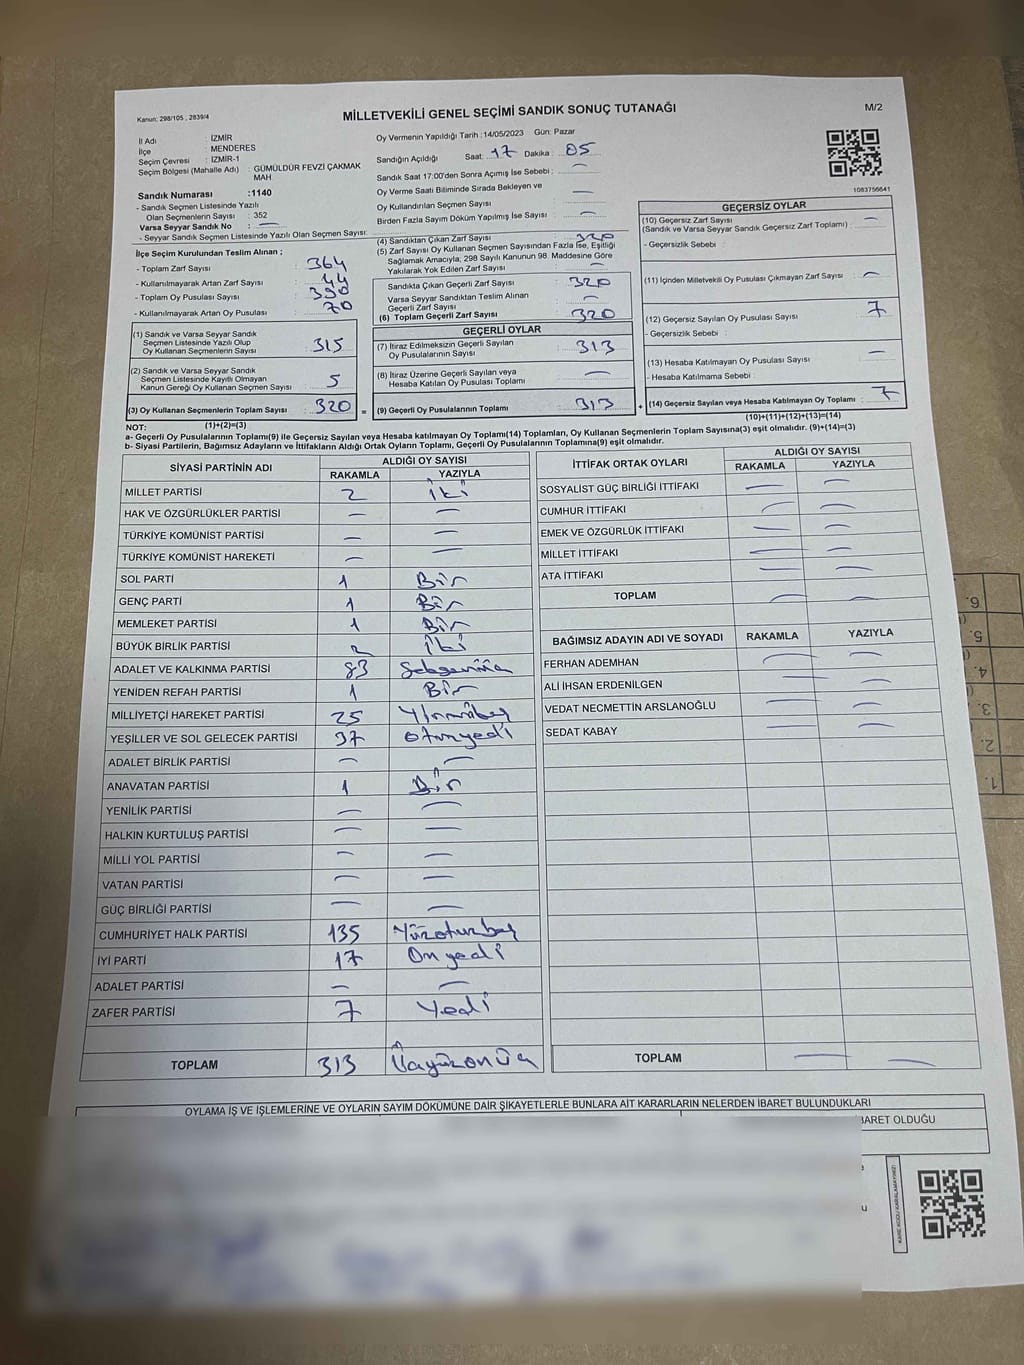 Kanun: 298/105 , 2839/4
MİLLETVEKİLİ GENEL SEÇİMİ SANDIK SONUÇ TUTANAĞI
M/2
İl Adı : İZMİR
İlçe : MENDERES
Seçim Çevresi : İZMİR-1
Seçim Bölgesi (Mahalle Adı) : GÜMÜLDÜR FEVZİ ÇAKMAK MAH
Sandık Numarası : 1140
- Sandık Seçmen Listesinde Yazılı
Olan Seçmenlerin Sayısı : 352
Varsa Seyyar Sandık No : —
- Seyyar Sandık Seçmen Listesinde Yazılı Olan Seçmen Sayısı:
Oy Vermenin Yapıldığı Tarih :14/05/2023 Gün: Pazar
Sandığın Açıldığı Saat: 17 Dakika : 05
Sandık Saat 17:00'den Sonra Açımış İse Sebebi : —
Oy Verme Saati Bitiminde Sırada Bekleyen ve
Oy Kullandırılan Seçmen Sayısı —
Birden Fazla Sayım Döküm Yapılmış İse Sayısı —
1083756641
İlçe Seçim Kurulundan Teslim Alınan ;
- Toplam Zarf Sayısı : 364
- Kullanılmayarak Artan Zarf Sayısı : 44
- Toplam Oy Pusulası Sayısı : 390
- Kullanılmayarak Artan Oy Pusulası : 70
(1) Sandık ve Varsa Seyyar Sandık
Seçmen Listesinde Yazılı Olup
Oy Kullanan Seçmenlerin Sayısı 315
(2) Sandık ve Varsa Seyyar Sandık
Seçmen Listesinde Kayıtlı Olmayan
Kanun Gereği Oy Kullanan Seçmen Sayısı 5
(3) Oy Kullanan Seçmenlerin Toplam Sayısı : 320 =
(1)+(2)=(3)
(4) Sandıktan Çıkan Zarf Sayısı 320
(5) Zarf Sayısı Oy Kullanan Seçmen Sayısından Fazla İse, Eşitliği
Sağlamak Amacıyla; 298 Sayılı Kanunun 98. Maddesine Göre
Yakılarak Yok Edilen Zarf Sayısı : —
Sandıkta Çıkan Geçerli Zarf Sayısı : 320
Varsa Seyyar Sandıktan Teslim Alınan
Geçerli Zarf Sayısı : —
(6) Toplam Geçerli Zarf Sayısı : 320
GEÇERLİ OYLAR
(7) İtiraz Edilmeksizin Geçerli Sayılan
Oy Pusulalarının Sayısı : 313
(8) İtiraz Üzerine Geçerli Sayılan veya
Hesaba Katılan Oy Pusulası Toplamı —
(9) Geçerli Oy Pusulalarının Toplamı : 313 +
GEÇERSİZ OYLAR
(10) Geçersiz Zarf Sayısı —
(Sandık ve Varsa Seyyar Sandık Geçersiz Zarf Toplamı)
- Geçersizlik Sebebi :
(11) İçinden Milletvekili Oy Pusulası Çıkmayan Zarf Sayısı : —
(12) Geçersiz Sayılan Oy Pusulası Sayısı : 7
- Geçersizlik Sebebi :
(13) Hesaba Katılmayan Oy Pusulası Sayısı —
- Hesaba Katılmama Sebebi :
(14) Geçersiz Sayılan veya Hesaba Katılmayan Oy Toplamı : 7
(10)+(11)+(12)+(13)=(14)
NOT:
a- Geçerli Oy Pusulalarının Toplamı(9) ile Geçersiz Sayılan veya Hesaba katılmayan Oy Toplamı(14) Toplamları, Oy Kullanan Seçmenlerin Toplam Sayısına(3) eşit olmalıdır. (9)+(14)=(3)
b- Siyasi Partilerin, Bağımsız Adayların ve İttifakların Aldığı Ortak Oyların Toplamı, Geçerli Oy Pusulalarının Toplamına(9) eşit olmalıdır.
SİYASİ PARTİNİN ADI ALDIĞI OY SAYISI
RAKAMLA YAZIYLA
MİLLET PARTİSİ 2 İki
HAK VE ÖZGÜRLÜKLER PARTİSİ — —
TÜRKİYE KOMÜNİST PARTİSİ — —
TÜRKİYE KOMÜNİST HAREKETİ — —
SOL PARTİ 1 Bir
GENÇ PARTİ 1 Bir
MEMLEKET PARTİSİ 1 Bir
BÜYÜK BİRLİK PARTİSİ 2 İki
ADALET VE KALKINMA PARTİSİ 83 Seksenüç
YENİDEN REFAH PARTİSİ 1 Bir
MİLLİYETÇİ HAREKET PARTİSİ 25 Yirmibeş
YEŞİLLER VE SOL GELECEK PARTİSİ 37 otuzyedi
ADALET BİRLİK PARTİSİ — —
ANAVATAN PARTİSİ 1 Bir
YENİLİK PARTİSİ — —
HALKIN KURTULUŞ PARTİSİ — —
MİLLİ YOL PARTİSİ — —
VATAN PARTİSİ — —
GÜÇ BİRLİĞİ PARTİSİ — —
CUMHURİYET HALK PARTİSİ 135 Yüzotuzbeş
İYİ PARTİ 17 Onyedi
ADALET PARTİSİ — —
ZAFER PARTİSİ 7 Yedi
TOPLAM 313 Üçyüzonüç
İTTİFAK ORTAK OYLARI ALDIĞI OY SAYISI
RAKAMLA YAZIYLA
SOSYALİST GÜÇ BİRLİĞİ İTTİFAKI — —
CUMHUR İTTİFAKI — —
EMEK VE ÖZGÜRLÜK İTTİFAKI — —
MİLLET İTTİFAKI — —
ATA İTTİFAKI — —
TOPLAM — —
BAĞIMSIZ ADAYIN ADI VE SOYADI RAKAMLA YAZIYLA
FERHAN ADEMHAN — —
ALİ İHSAN ERDENİLGEN — —
VEDAT NECMETTİN ARSLANOĞLU — —
SEDAT KABAY — —
TOPLAM — —
OYLAMA İŞ VE İŞLEMLERİNE VE OYLARIN SAYIM DÖKÜMÜNE DAİR ŞİKAYETLERLE BUNLARA AİT KARARLARIN NELERDEN İBARET BULUNDUKLARI
BARET OLDUĞU
KARE KODU KARALAMAYINIZ!
6.
5.
4.
3.
2.
1.